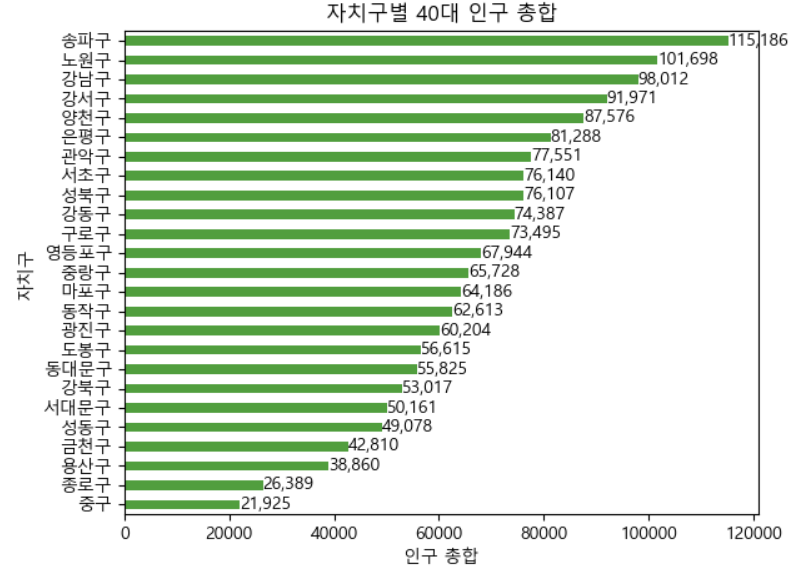 자치구별 40대 인구 총합
송파구 115,186
노원구 101,698
강남구 98,012
강서구 91,971
양천구 87,576
은평구 81,288
관악구 77,551
서초구 76,140
성북구 76,107
강동구 74,387
구로구 73,495
영등포구 67,944
중랑구 65,728
마포구 64,186
동작구 62,613
광진구 60,204
도봉구 56,615
동대문구 55,825
강북구 53,017
서대문구 50,161
성동구 49,078
금천구 42,810
용산구 38,860
종로구 26,389
중구 21,925
자치구
0 20000 40000 60000 80000 100000 120000
인구 총합